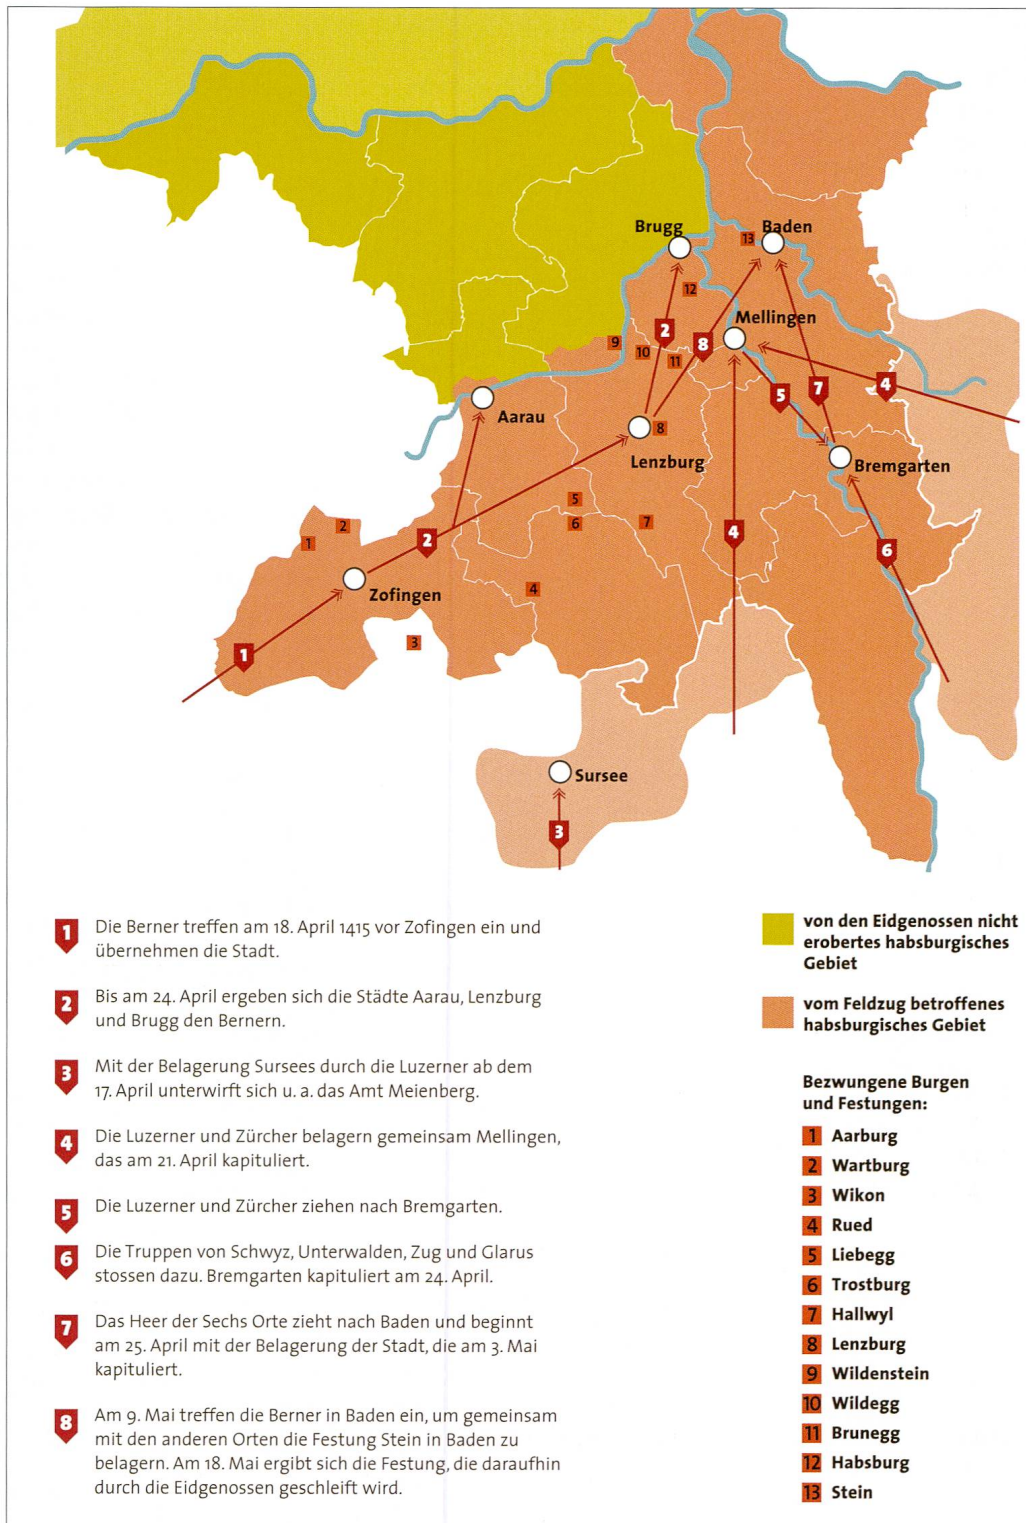 Brugg
Baden
13
12
Mellingen
2
9
10
8
11
5
7
4
Aarau
8
Lenzburg
Bremgarten
5
6
7
2
1
2
4
6
Zofingen
4
3
1
Sursee
3
1 Die Berner treffen am 18. April 1415 vor Zofingen ein und
übernehmen die Stadt.
2 Bis am 24. April ergeben sich die Städte Aarau, Lenzburg
und Brugg den Bernern.
3 Mit der Belagerung Sursees durch die Luzerner ab dem
17. April unterwirft sich u. a. das Amt Meienberg.
4 Die Luzerner und Zürcher belagern gemeinsam Mellingen,
das am 21. April kapituliert.
5 Die Luzerner und Zürcher ziehen nach Bremgarten.
6 Die Truppen von Schwyz, Unterwalden, Zug und Glarus
stossen dazu. Bremgarten kapituliert am 24. April.
7 Das Heer der Sechs Orte zieht nach Baden und beginnt
am 25. April mit der Belagerung der Stadt, die am 3. Mai
kapituliert.
8 Am 9. Mai treffen die Berner in Baden ein, um gemeinsam
mit den anderen Orten die Festung Stein in Baden zu
belagern. Am 18. Mai ergibt sich die Festung, die daraufhin
durch die Eidgenossen geschleift wird.
von den Eidgenossen nicht
erobertes habsburgisches
Gebiet
vom Feldzug betroffenes
habsburgisches Gebiet
Bezwungene Burgen
und Festungen:
1 Aarburg
2 Wartburg
3 Wikon
4 Rued
5 Liebegg
6 Trostburg
7 Hallwyl
8 Lenzburg
9 Wildenstein
10 Wildegg
11 Brunegg
12 Habsburg
13 Stein